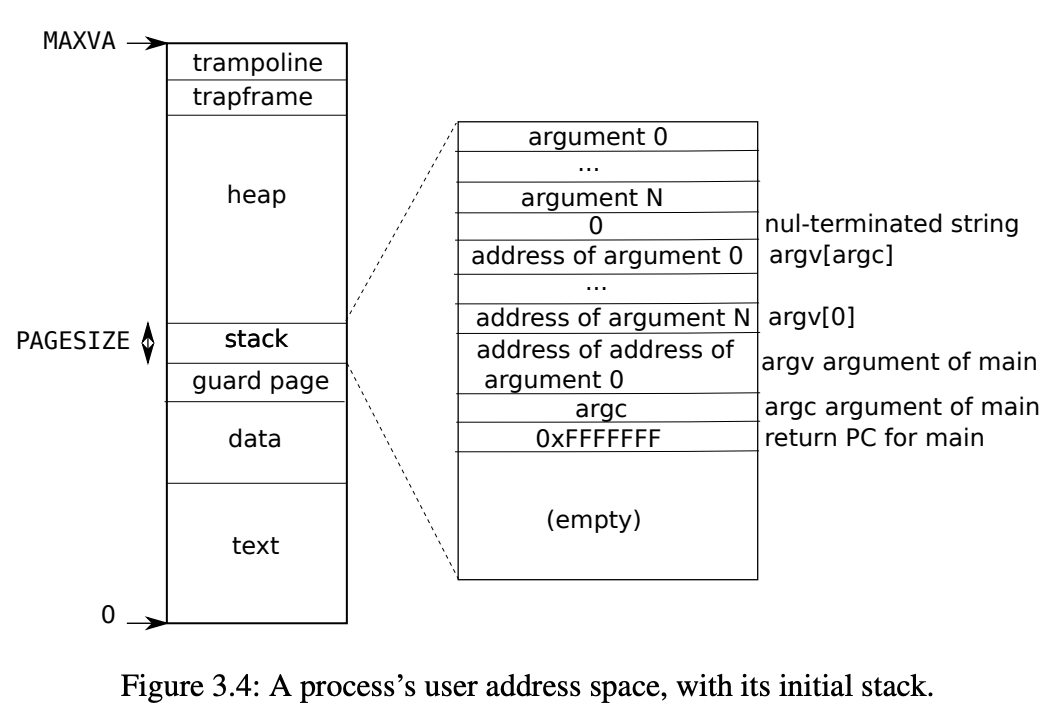 MAXVA
trampoline
trapframe
heap
PAGESIZE
stack
guard page
data
text
0
argument 0
...
argument N
0 nul-terminated string
address of argument 0 argv[argc]
...
address of argument N argv[0]
address of address of
argument 0
argv argument of main
argc argc argument of main
0xFFFFFFF return PC for main
(empty)
Figure 3.4: A process's user address space, with its initial stack.